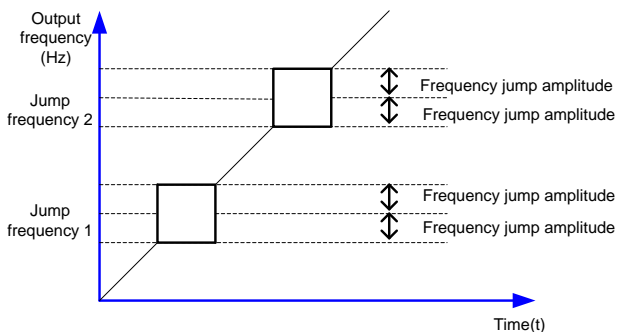 Output
frequency
(Hz)
Frequency jump amplitude
Jump
frequency 2
Frequency jump amplitude
Frequency jump amplitude
Jump
frequency 1
Frequency jump amplitude
Time(t)